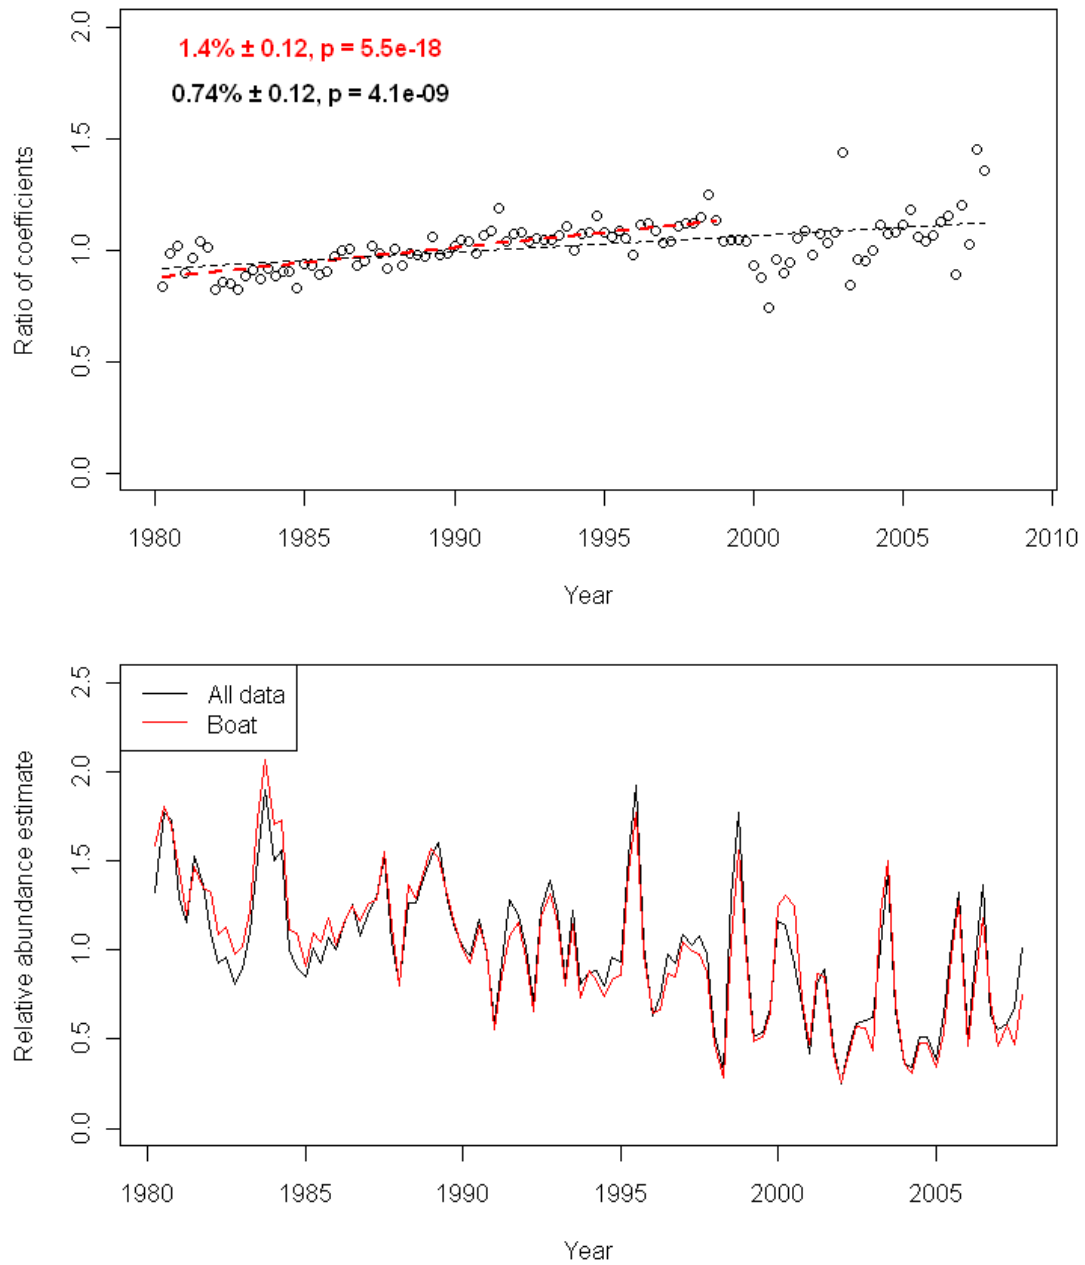 1.4% ± 0.12, p = 5.5e-18
0.74% ± 0.12, p = 4.1e-09
Ratio of coefficients
2.0
1.5
1.0
0.5
0.0
1980 1985 1990 1995 2000 2005 2010
Year
All data
Boat
Relative abundance estimate
2.5
2.0
1.5
1.0
0.5
0.0
1980 1985 1990 1995 2000 2005
Year